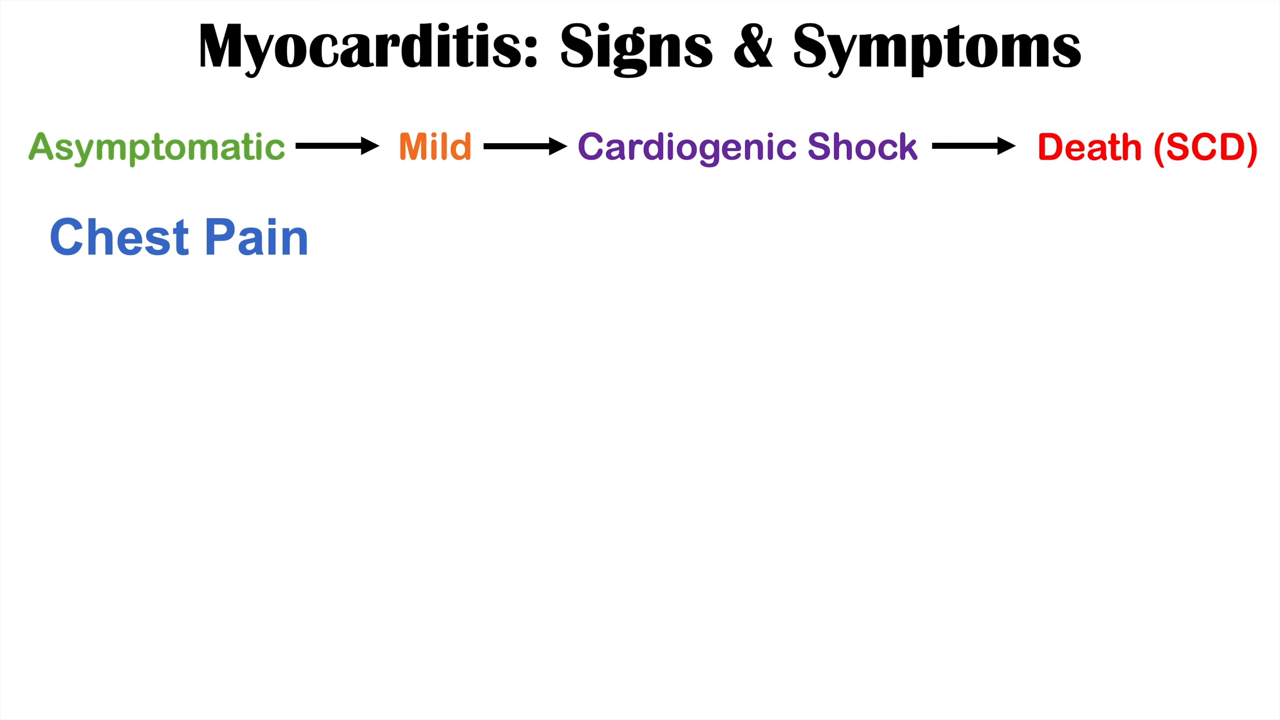 Myocarditis: Signs & Symptoms
Asymptomatic Mild Cardiogenic Shock Death (SCD)
Chest Pain